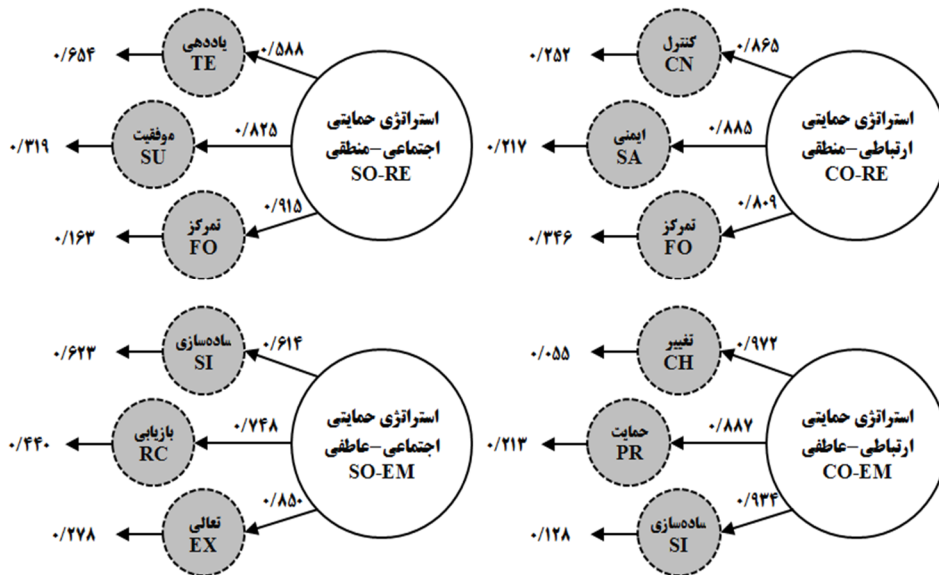 استراتژی حمایتی
ارتباطی-منطقی
CO-RE
۰/۸۶۵
کنترل
CN
۰/۲۵۲
۰/۸۸۵
ایمنی
SA
۰/۲۱۷
۰/۸۰۹
تمرکز
FO
۰/۳۴۶
استراتژی حمایتی
اجتماعی-منطقی
SO-RE
۰/۵۸۸
یاددهی
TE
۰/۶۵۴
۰/۸۲۵
موفقیت
SU
۰/۳۱۹
۰/۹۱۵
تمرکز
FO
۰/۱۶۳
استراتژی حمایتی
ارتباطی-عاطفی
CO-EM
۰/۹۷۲
تغییر
CH
۰/۰۵۵
۰/۸۸۷
حمایت
PR
۰/۲۱۳
۰/۹۳۴
ساده‌سازی
SI
۰/۱۲۸
استراتژی حمایتی
اجتماعی-عاطفی
SO-EM
۰/۶۱۴
ساده‌سازی
SI
۰/۶۲۳
۰/۷۴۸
بازیابی
RC
۰/۴۴۰
۰/۸۵۰
تعالی
EX
۰/۲۷۸